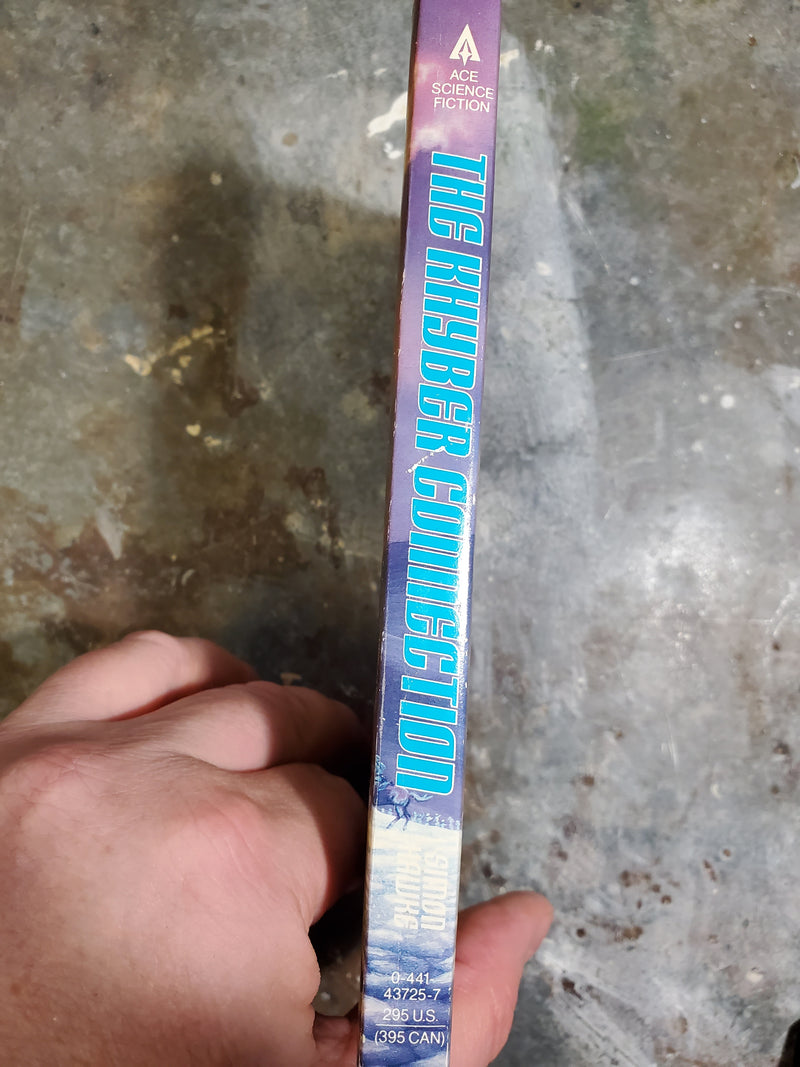 ACE
SCIENCE
FICTION
THE KHYBER CONNECTION
SIMON
HAWKE
0-441-
43725-7
295 U.S.
(395 CAN)